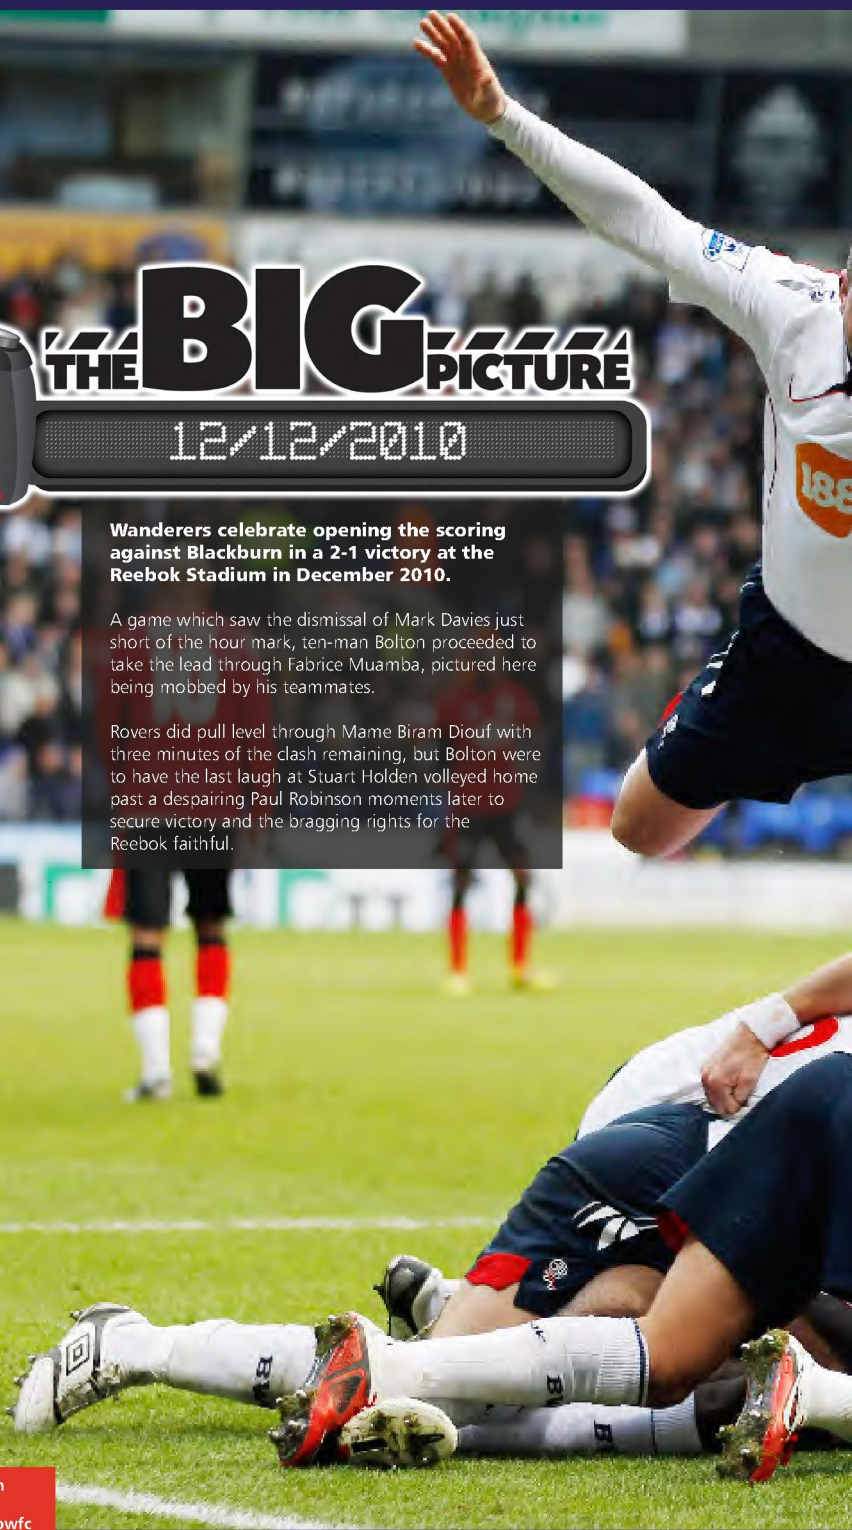 THE BIG PICTURE
12/12/2010
Wanderers celebrate opening the scoring
against Blackburn in a 2-1 victory at the
Reebok Stadium in December 2010.
A game which saw the dismissal of Mark Davies just
short of the hour mark, ten-man Bolton proceeded to
take the lead through Fabrice Muamba, pictured here
being mobbed by his teammates.
Rovers did pull level through Mame Biram Diouf with
three minutes of the clash remaining, but Bolton were
to have the last laugh at Stuart Holden volleyed home
past a despairing Paul Robinson moments later to
secure victory and the bragging rights for the
Reebok faithful.
188